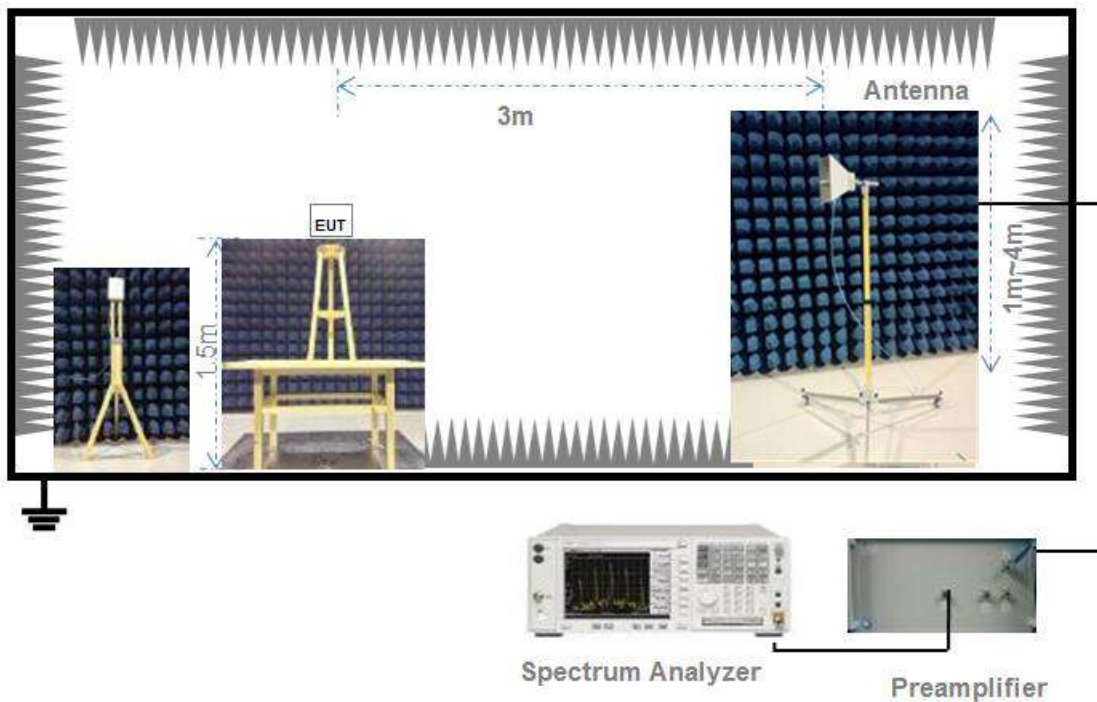 Antenna
3m
EUT
1.5m
1m~4m
Spectrum Analyzer
Preamplifier